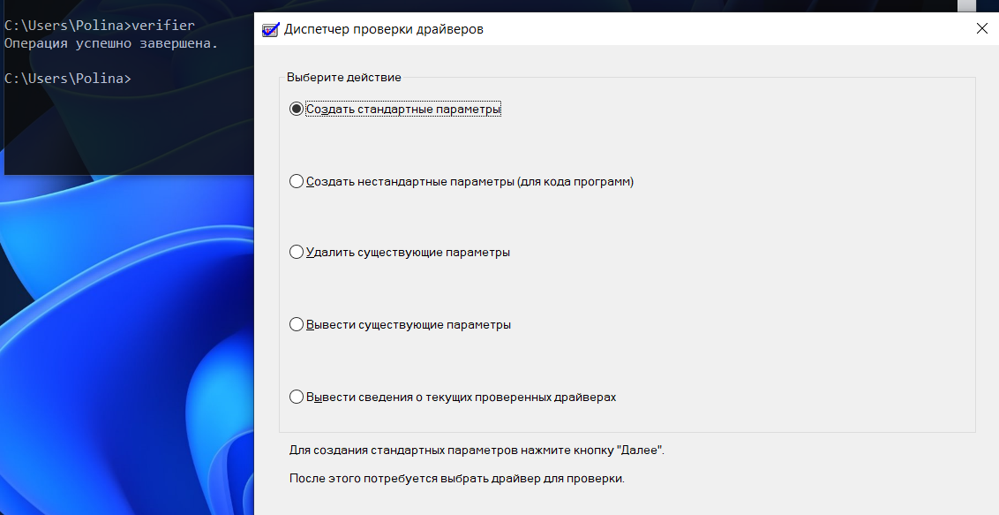 C:\Users\Polina>verifier
Операция успешно завершена.
C:\Users\Polina>
Диспетчер проверки драйверов
Выберите действие
Создать стандартные параметры
Создать нестандартные параметры (для кода программ)
Удалить существующие параметры
Вывести существующие параметры
Вывести сведения о текущих проверенных драйверах
Для создания стандартных параметров нажмите кнопку "Далее".
После этого потребуется выбрать драйвер для проверки.